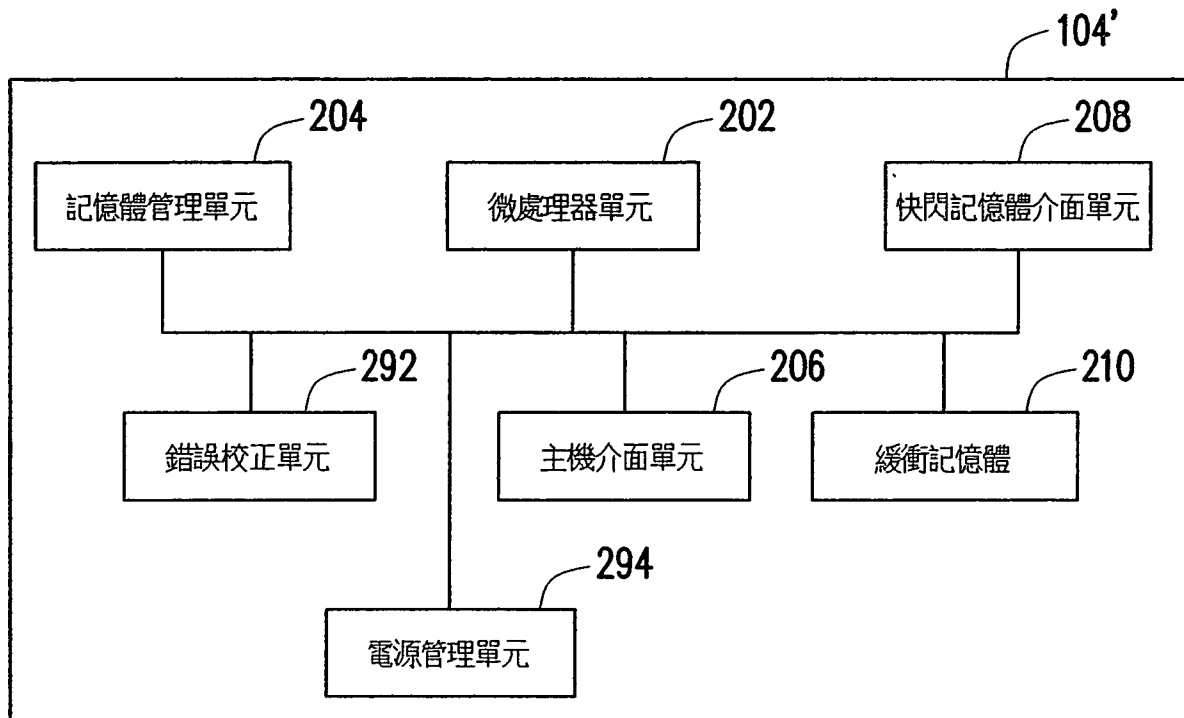 104'
204
202
208
記憶體管理單元
微處理器單元
快閃記憶體介面單元
292
206
210
錯誤校正單元
主機介面單元
緩衝記憶體
294
電源管理單元